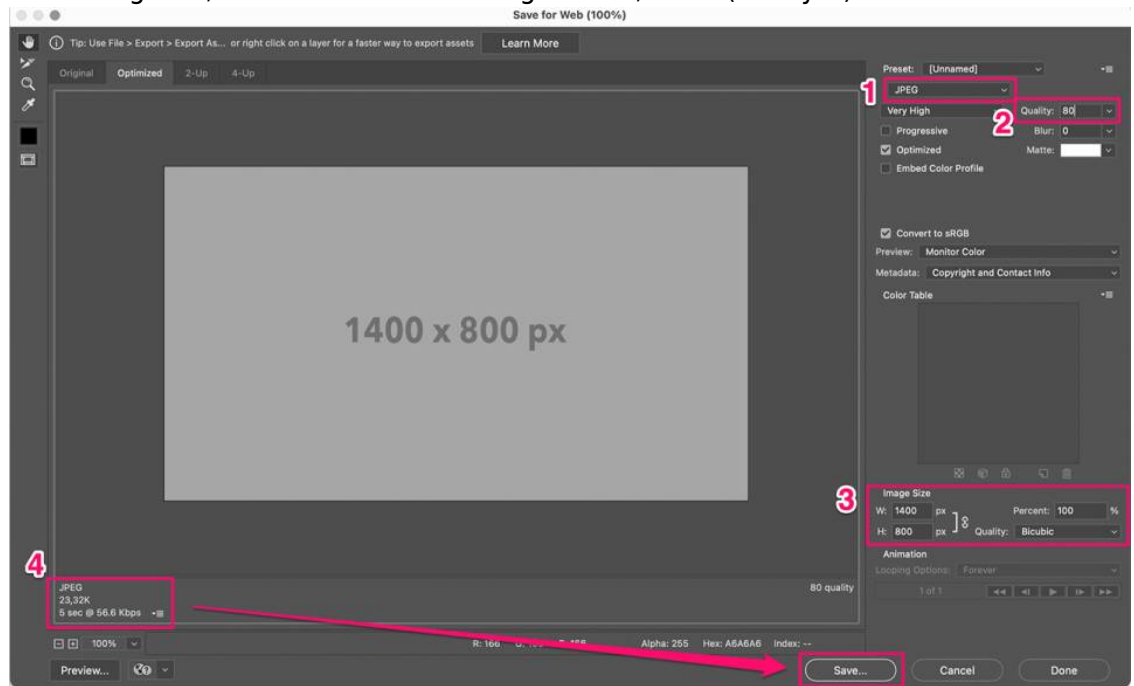 Save for Web (100%)
Tip: Use File > Export > Export As... or right click on a layer for a faster way to export assets
Learn More
Original Optimized 2-Up 4-Up
1400 x 800 px
4
JPEG
23,32K
5 sec @ 56.6 Kbps
80 quality
100%
Alpha: 255 Hex: A6A6A6 Index: --
Preview...
Preset: [Unnamed]
1
JPEG
Very High
2
Quality: 80
Progressive
Blur: 0
Optimized
Matte:
Embed Color Profile
Convert to sRGB
Preview: Monitor Color
Metadata: Copyright and Contact Info
Color Table
3
Image Size
W: 1400 px Percent: 100 %
H: 800 px Quality: Bicubic
Animation
Looping Options: Forever
1 of 1
Save... Cancel Done